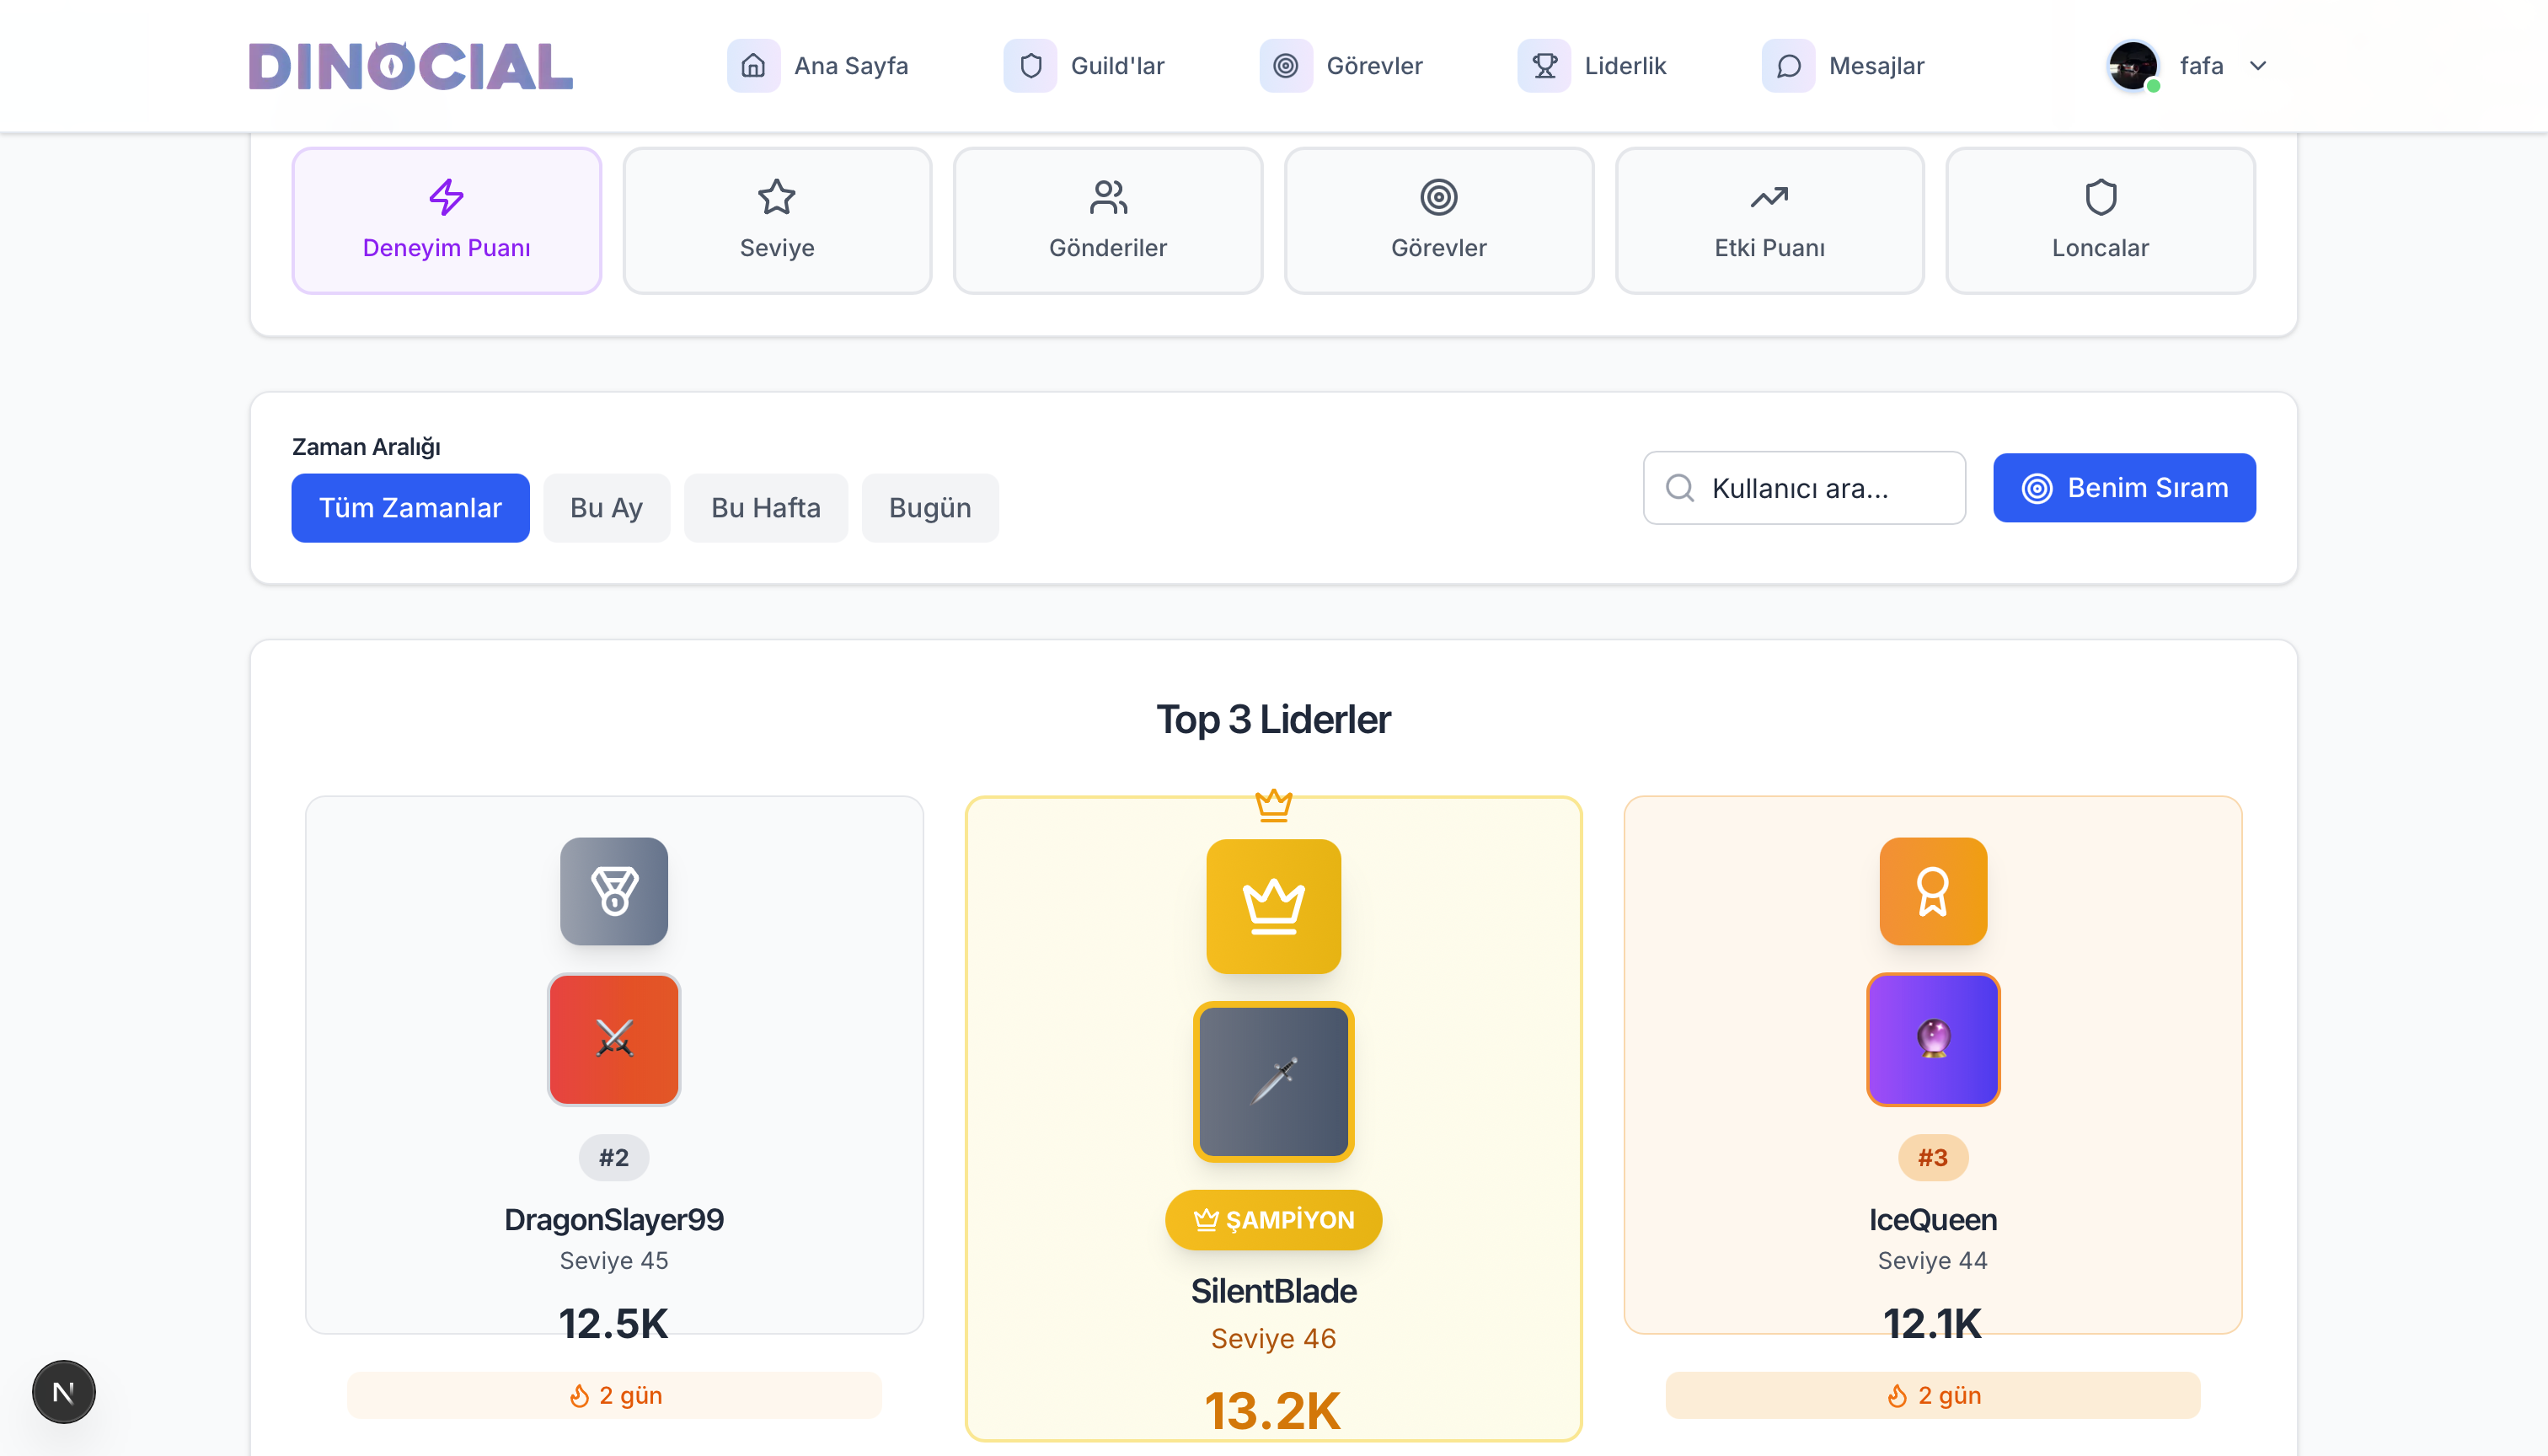 DINOCIAL
Ana Sayfa
Guild'lar
Görevler
Liderlik
Mesajlar
fafa
Deneyim Puanı
Seviye
Gönderiler
Görevler
Etki Puanı
Loncalar
Zaman Aralığı
Tüm Zamanlar
Bu Ay
Bu Hafta
Bugün
Kullanıcı ara...
Benim Sıram
Top 3 Liderler
#2
DragonSlayer99
Seviye 45
12.5K
2 gün
ŞAMPİYON
SilentBlade
Seviye 46
13.2K
#3
IceQueen
Seviye 44
12.1K
2 gün
N